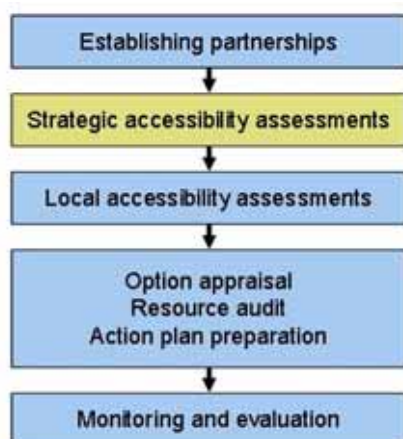 Establishing partnerships
Strategic accessibility assessments
Local accessibility assessments
Option appraisal
Resource audit
Action plan preparation
Monitoring and evaluation